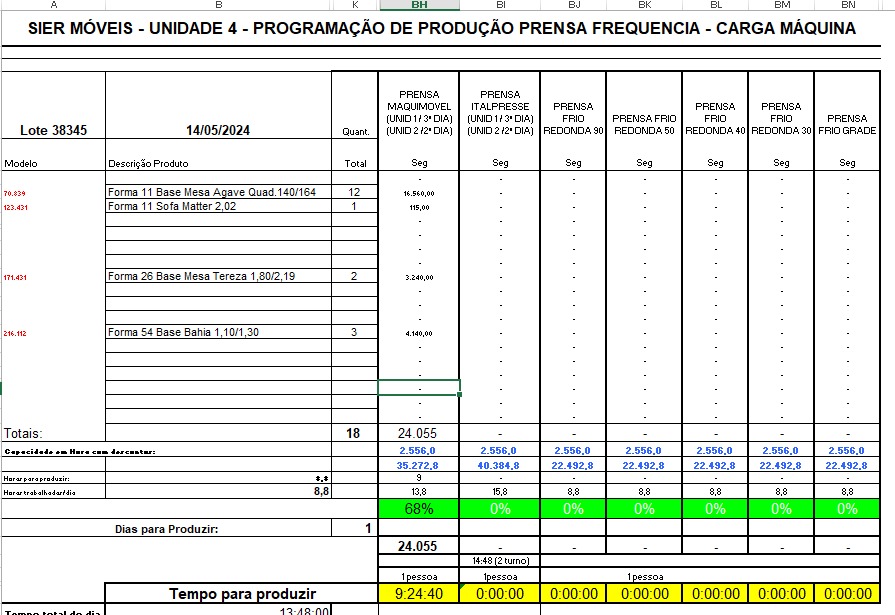 A B K BH BI BJ BK BL BM BN
SIER MÓVEIS - UNIDADE 4 - PROGRAMAÇÃO DE PRODUÇÃO PRENSA FREQUENCIA - CARGA MÁQUINA
Lote 38345 14/05/2024 Quant. PRENSA MAQUIMOVEL (UNID 1 / 3ª DIA) (UNID 2 /2ª DIA) PRENSA ITALPRESSE (UNID 1 / 3ª DIA) (UNID 2 /2ª DIA) PRENSA FRIO REDONDA 90 PRENSA FRIO REDONDA 50 PRENSA FRIO REDONDA 40 PRENSA FRIO REDONDA 30 PRENSA FRIO GRADE
Modelo Descrição Produto Total Seg Seg Seg Seg Seg Seg Seg
- - - - - - -
70.839 Forma 11 Base Mesa Agave Quad.140/164 12 16.560,00 - - - - - -
123.431 Forma 11 Sofa Matter 2,02 1 115,00 - - - - - -
- - - - - - -
- - - - - - -
- - - - - - -
- - - - - - -
171.431 Forma 26 Base Mesa Tereza 1,80/2,19 2 3.240,00 - - - - - -
- - - - - - -
- - - - - - -
- - - - - - -
216.112 Forma 54 Base Bahia 1,10/1,30 3 4.140,00 - - - - - -
- - - - - - -
- - - - - - -
- - - - - - -
- - - - - - -
- - - - - - -
- - - - - - -
Totais: 18 24.055 - - - - - -
Capacidade em Hora com descontar: 2.556,0 2.556,0 2.556,0 2.556,0 2.556,0 2.556,0 2.556,0
35.272,8 40.384,8 22.492,8 22.492,8 22.492,8 22.492,8 22.492,8
Horas para produzir: 8,8 9 - - - - - -
Horas trabalhadas/dia 8,8 13,8 15,8 8,8 8,8 8,8 8,8 8,8
68% 0% 0% 0% 0% 0% 0%
Dias para Produzir: 1
24.055 - - - - - -
14:48 (2 turno)
1 pessoa 1 pessoa 1 pessoa
Tempo para produzir 9:24:40 0:00:00 0:00:00 0:00:00 0:00:00 0:00:00 0:00:00
Tempo total do dia 13:48:00